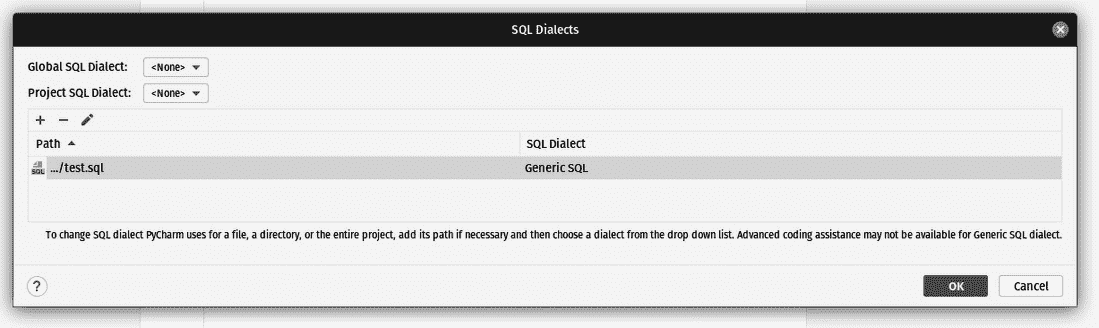 SQL Dialects
Global SQL Dialect: <None>
Project SQL Dialect: <None>
Path SQL Dialect
SQL .../test.sql Generic SQL
To change SQL dialect PyCharm uses for a file, a directory, or the entire project, add its path if necessary and then choose a dialect from the drop down list. Advanced coding assistance may not be available for Generic SQL dialect.
? OK Cancel